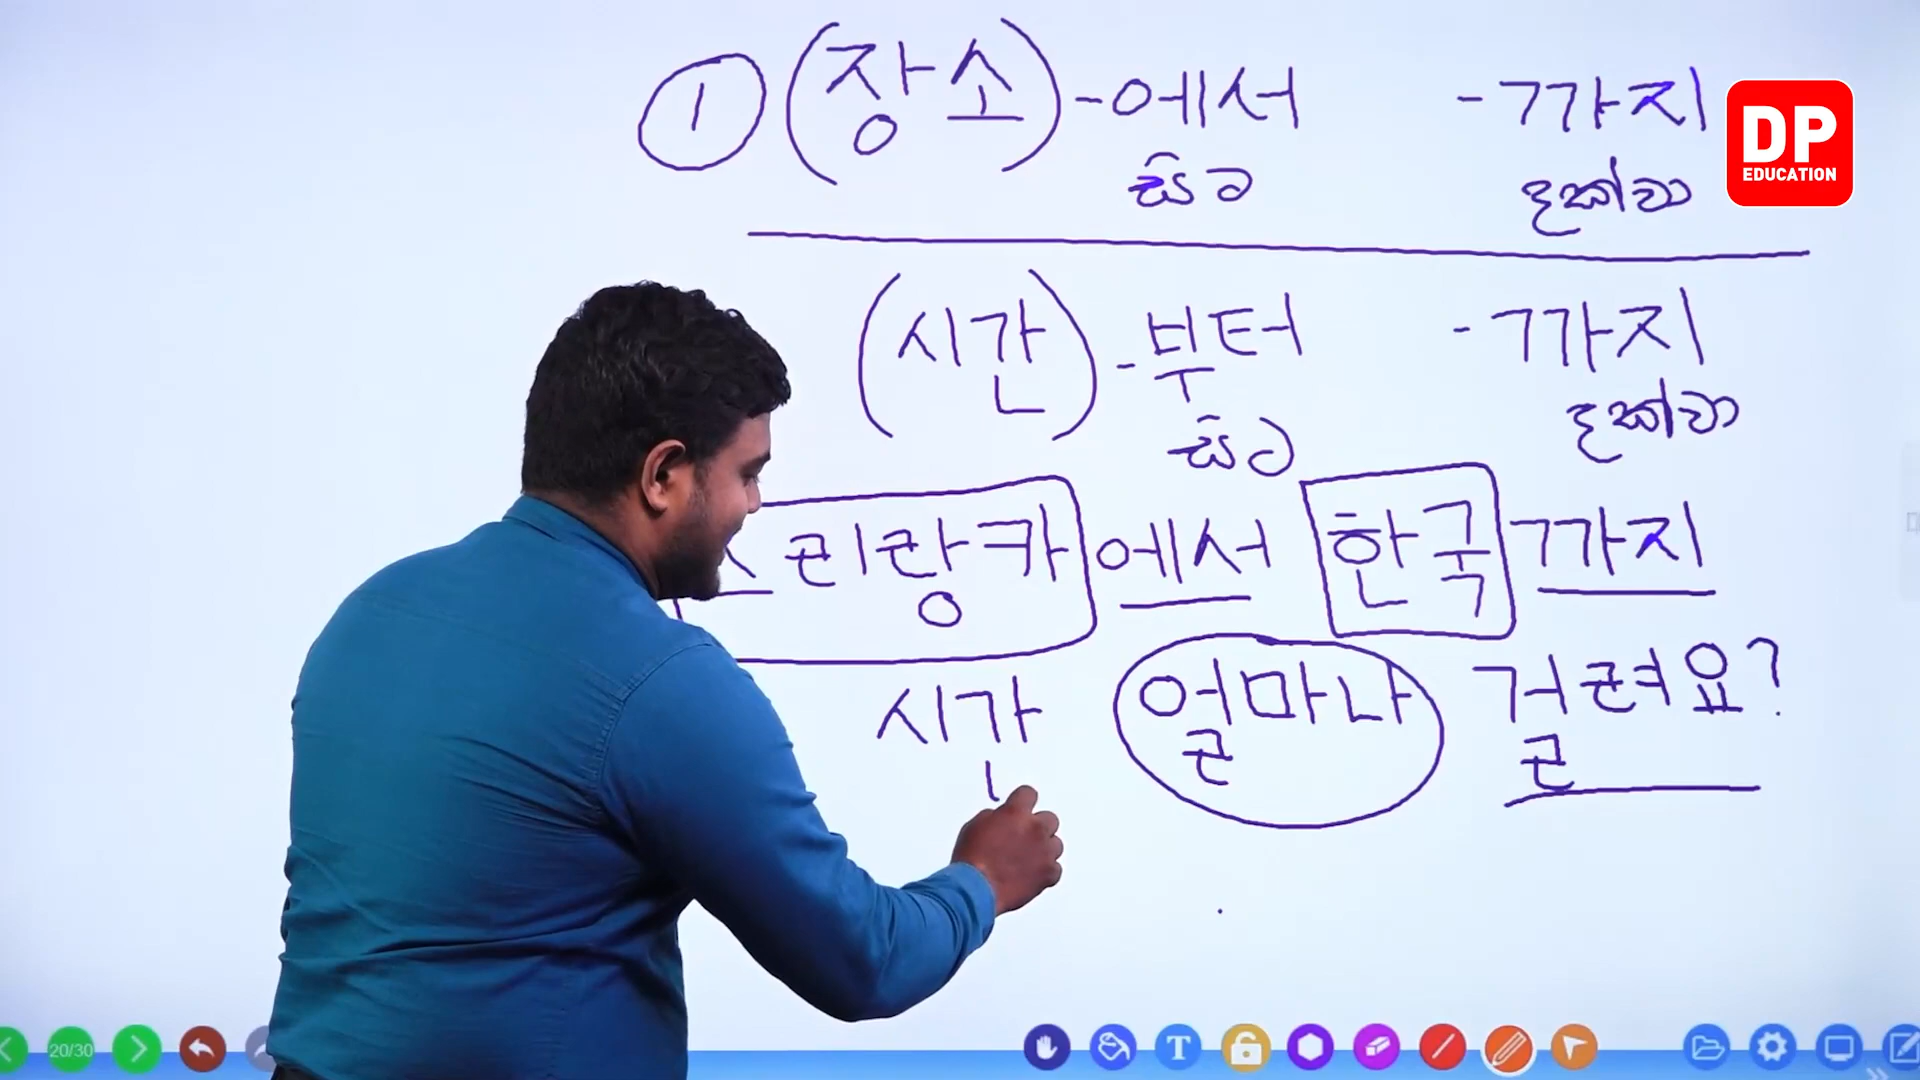 ① (장소) -에서 -까지
DP
EDUCATION
සිට දක්වා
(시간) -부터 -까지
සිට දක්වා
스리랑카 에서 한국 까지
시간 얼마나 걸려요?
20/30
T